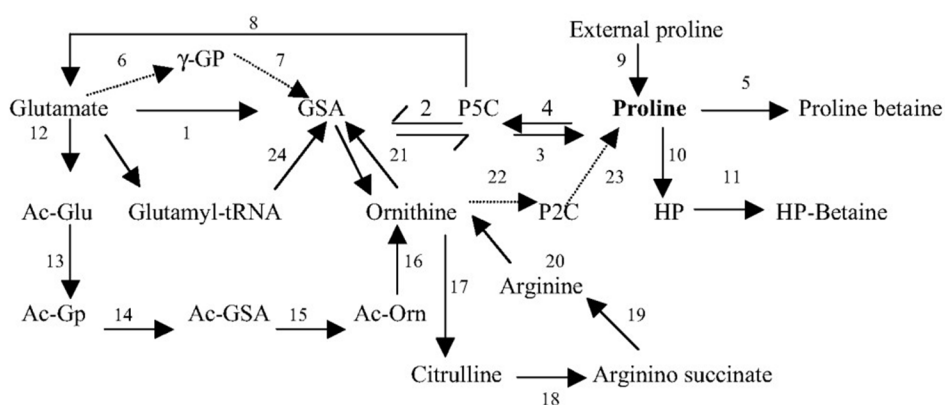 8
External proline
6
γ-GP
7
9
5
Glutamate
GSA
2
P5C
4
Proline
Proline betaine
12
1
3
24
21
22
23
10
11
Ac-Glu
Glutamyl-tRNA
Ornithine
P2C
HP
HP-Betaine
13
16
17
20
Arginine
Ac-Gp
14
Ac-GSA
15
Ac-Orn
19
Citrulline
Arginino succinate
18